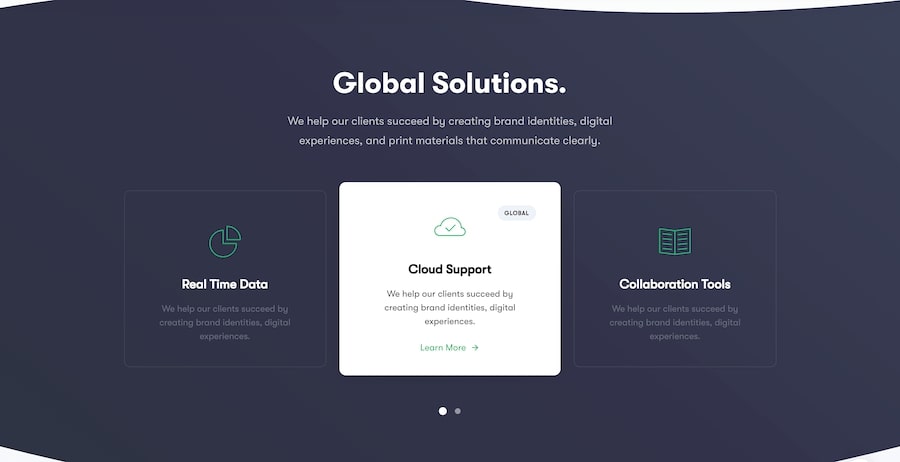 Global Solutions.
We help our clients succeed by creating brand identities, digital
experiences, and print materials that communicate clearly.
Real Time Data
We help our clients succeed by
creating brand identities, digital
experiences.
GLOBAL
Cloud Support
We help our clients succeed by
creating brand identities, digital
experiences.
Learn More →
Collaboration Tools
We help our clients succeed by
creating brand identities, digital
experiences.